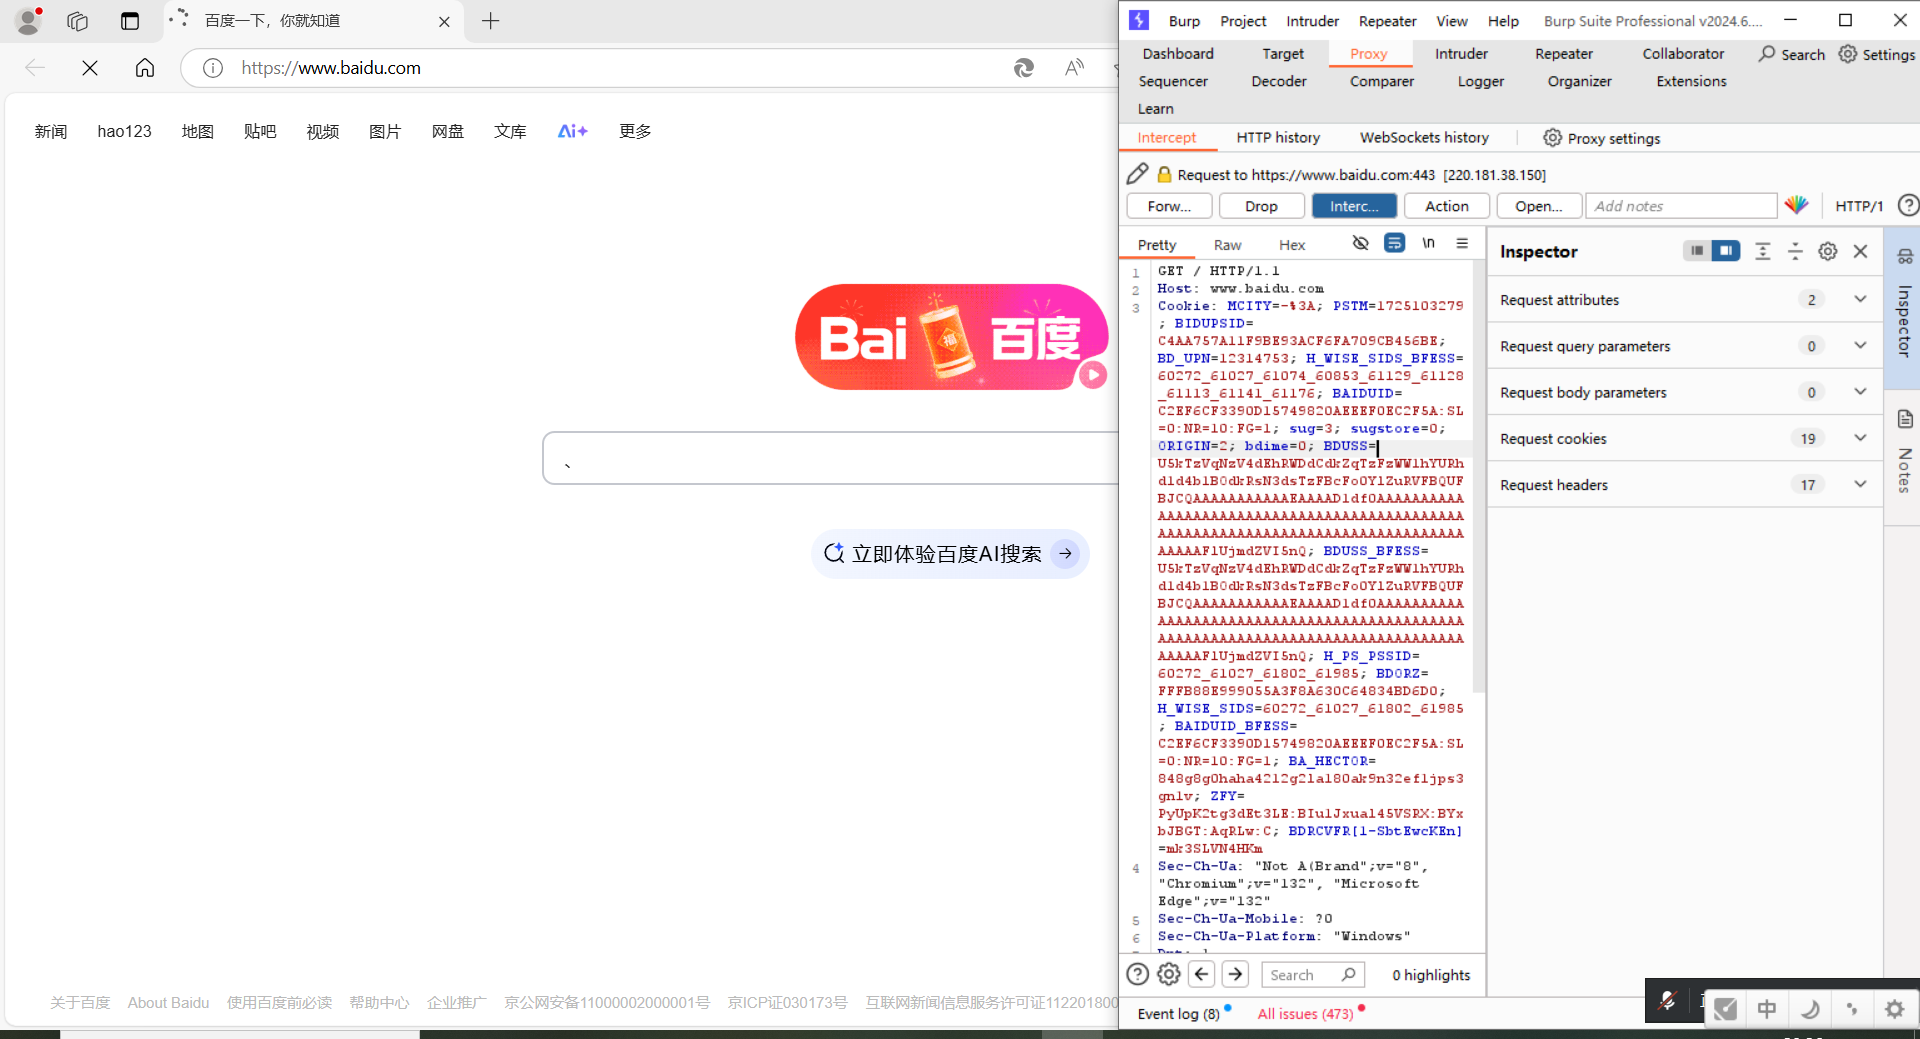 百度一下，你就知道
https://www.baidu.com
新闻 hao123 地图 贴吧 视频 图片 网盘 文库 Ai+ 更多
Bai 福 百度
、
立即体验百度AI搜索
关于百度 About Baidu 使用百度前必读 帮助中心 企业推广 京公网安备11000002000001号 京ICP证030173号 互联网新闻信息服务许可证112201800
Burp Project Intruder Repeater View Help Burp Suite Professional v2024.6....
Dashboard Target Proxy Intruder Repeater Collaborator Search Settings
Sequencer Decoder Comparer Logger Organizer Extensions
Learn
Intercept HTTP history WebSockets history Proxy settings
Request to https://www.baidu.com:443 [220.181.38.150]
Forw... Drop Interc... Action Open... Add notes HTTP/1
Pretty Raw Hex \n
1 GET / HTTP/1.1
2 Host: www.baidu.com
3 Cookie: MCITY=-%3A; PSTM=1725103279
; BIDUPSID=
C4AA757A11F9BE93ACF6FA709CB456BE;
BD_UPN=12314753; H_WISE_SIDS_BFESS=
60272_61027_61074_60853_61129_61128
_61113_61141_61176; BAIDUID=
C2EF6CF3390D15749820AEEEF0EC2F5A:SL
=0:NR=10:FG=1; sug=3; sugstore=0;
ORIGIN=2; bdime=0; BDUSS=
BDUSS_BFESS=
H_PS_PSSID=
60272_61027_61802_61985; BDORZ=
FFFB88E999055A3F8A630C64834BD6D0;
H_WISE_SIDS=60272_61027_61802_61985
; BAIDUID_BFESS=
C2EF6CF3390D15749820AEEEF0EC2F5A:SL
=0:NR=10:FG=1; BA_HECTOR=
ZFY=
=mk3SLVN4HKm
4 Sec-Ch-Ua: "Not A(Brand";v="8",
"Chromium";v="132", "Microsoft
Edge";v="132"
5 Sec-Ch-Ua-Mobile: ?0
6 Sec-Ch-Ua-Platform: "Windows"
Search 0 highlights
Event log (8) All issues (473)
Inspector
Request attributes 2
Request query parameters 0
Request body parameters 0
Request cookies 19
Request headers 17
Inspector
Notes
中